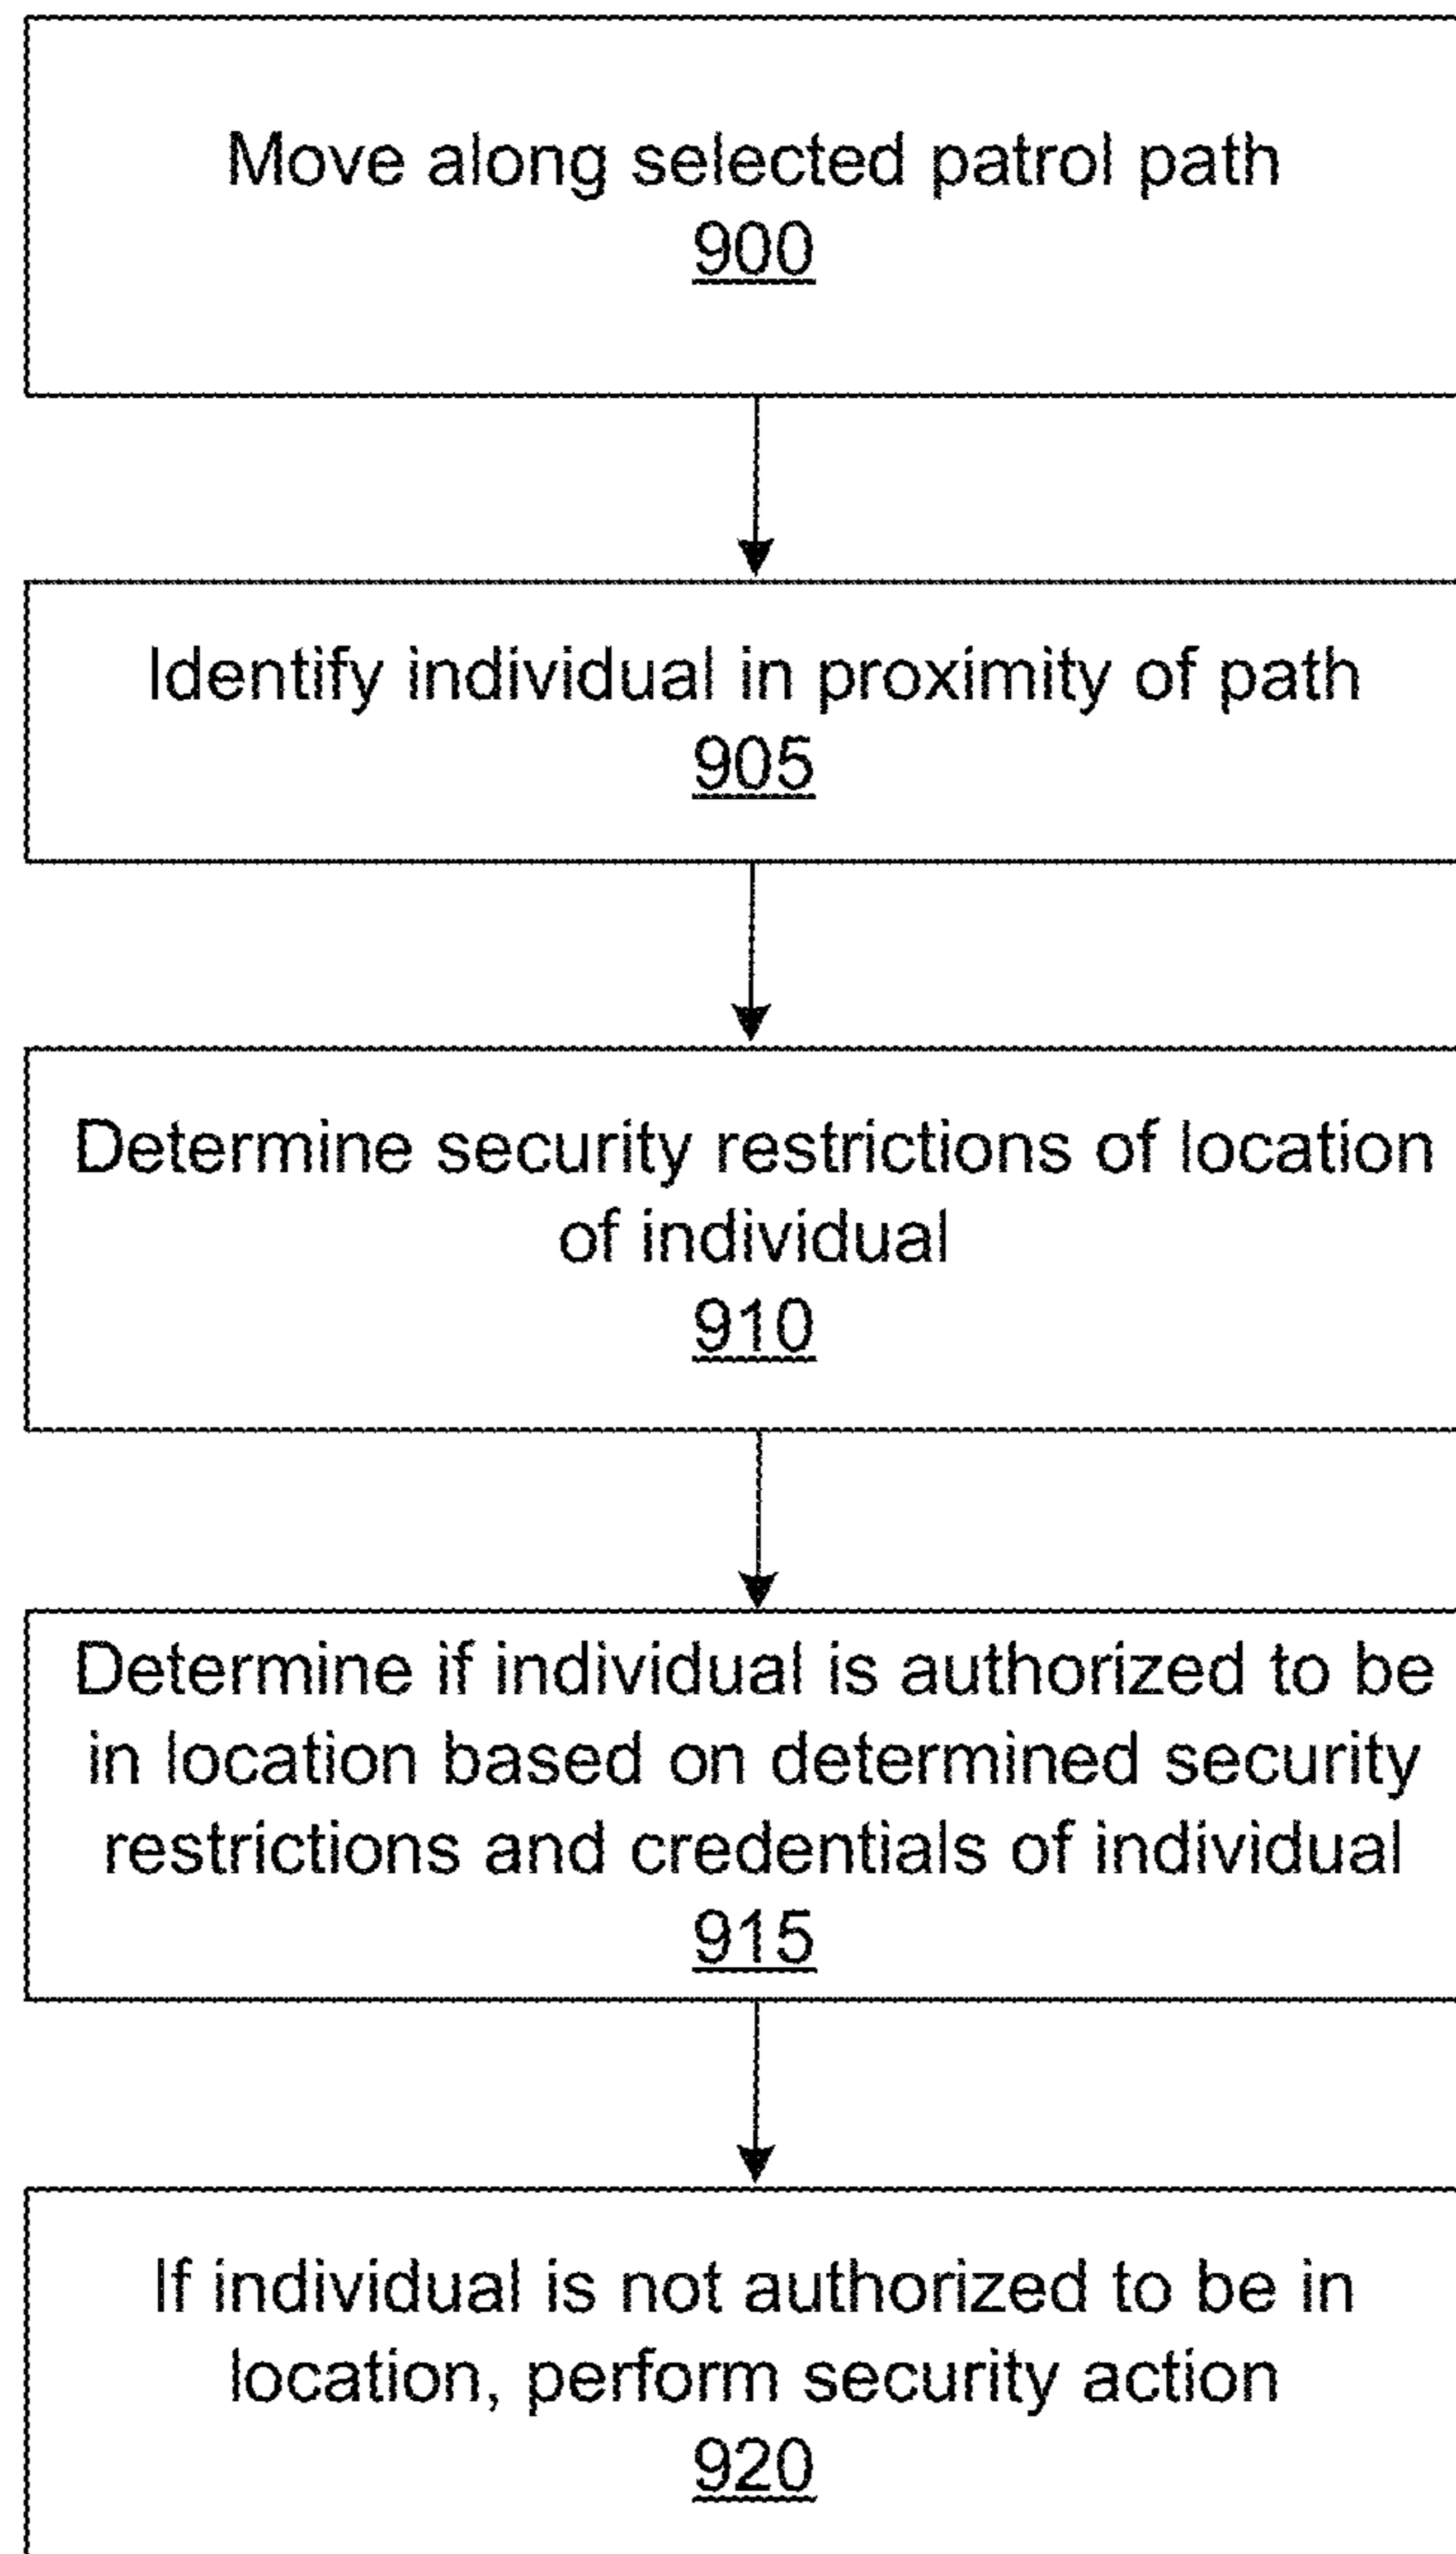 Move along selected patrol path
900
Identify individual in proximity of path
905
Determine security restrictions of location
of individual
910
Determine if individual is authorized to be
in location based on determined security
restrictions and credentials of individual
915
If individual is not authorized to be in
location, perform security action
920